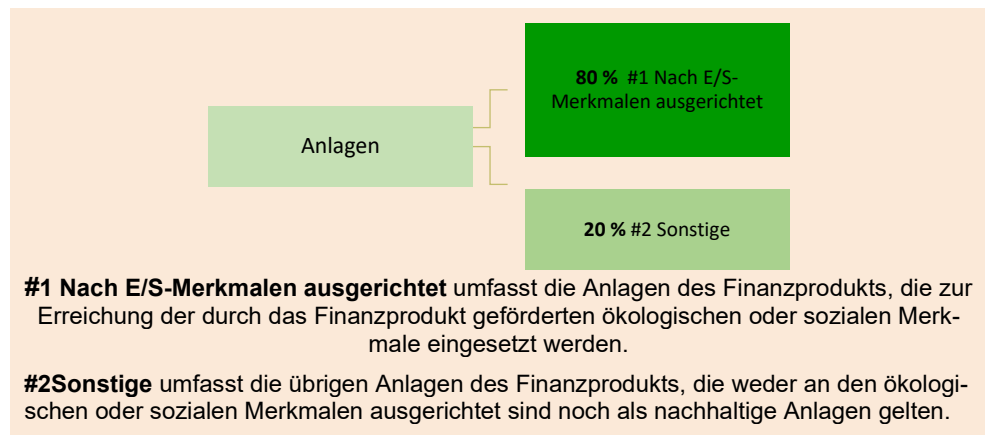 80 % #1 Nach E/S-
Merkmalen ausgerichtet
Anlagen
20 % #2 Sonstige
#1 Nach E/S-Merkmalen ausgerichtet umfasst die Anlagen des Finanzprodukts, die zur
Erreichung der durch das Finanzprodukt geförderten ökologischen oder sozialen Merk-
male eingesetzt werden.
#2Sonstige umfasst die übrigen Anlagen des Finanzprodukts, die weder an den ökologi-
schen oder sozialen Merkmalen ausgerichtet sind noch als nachhaltige Anlagen gelten.